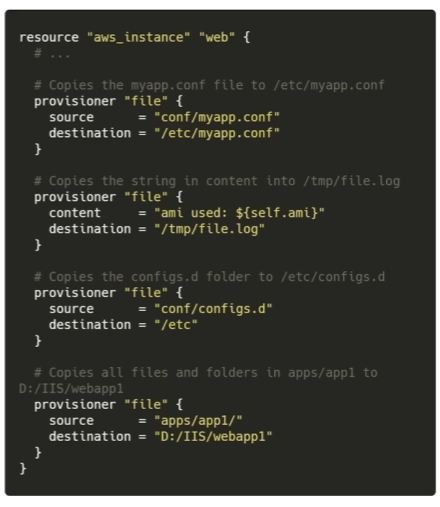 resource "aws_instance" "web" {
  # ...

  # Copies the myapp.conf file to /etc/myapp.conf
  provisioner "file" {
    source      = "conf/myapp.conf"
    destination = "/etc/myapp.conf"
  }

  # Copies the string in content into /tmp/file.log
  provisioner "file" {
    content     = "ami used: ${self.ami}"
    destination = "/tmp/file.log"
  }

  # Copies the configs.d folder to /etc/configs.d
  provisioner "file" {
    source      = "conf/configs.d"
    destination = "/etc"
  }

  # Copies all files and folders in apps/app1 to
D:/IIS/webapp1
  provisioner "file" {
    source      = "apps/app1/"
    destination = "D:/IIS/webapp1"
  }
}